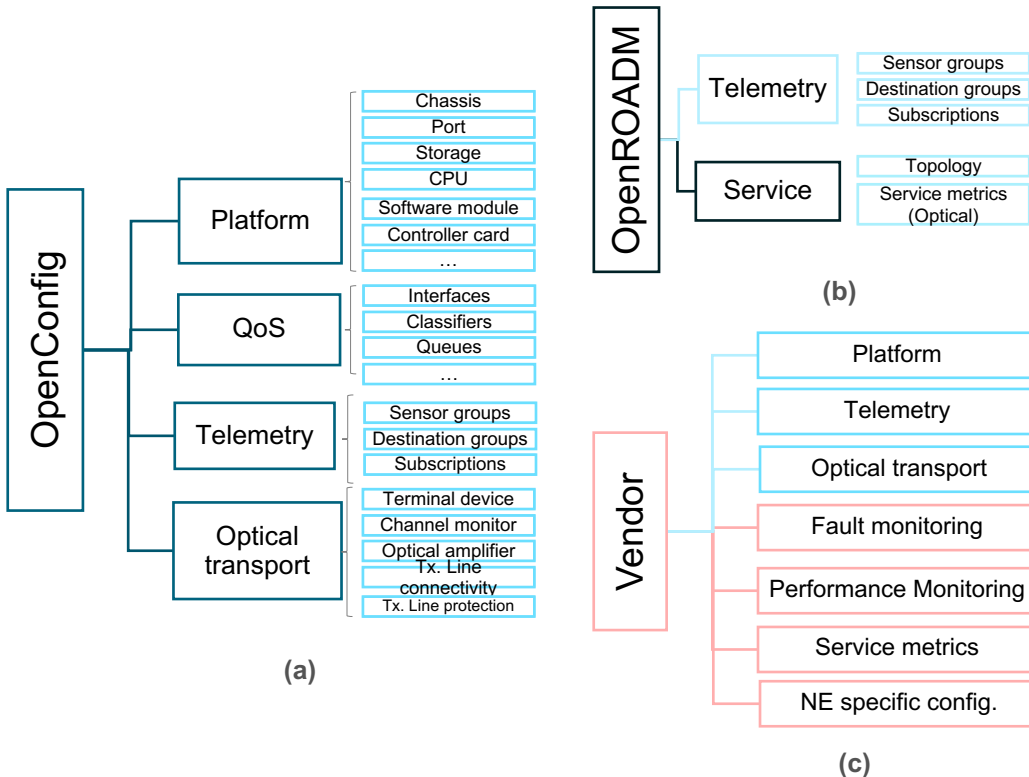 OpenConfig
Platform
Chassis
Port
Storage
CPU
Software module
Controller card
...
QoS
Interfaces
Classifiers
Queues
...
Telemetry
Sensor groups
Destination groups
Subscriptions
Optical
transport
Terminal device
Channel monitor
Optical amplifier
Tx. Line
connectivity
Tx. Line protection
(a)
OpenROADM
Telemetry
Sensor groups
Destination groups
Subscriptions
Service
Topology
Service metrics
(Optical)
(b)
Vendor
Platform
Telemetry
Optical transport
Fault monitoring
Performance Monitoring
Service metrics
NE specific config.
(c)